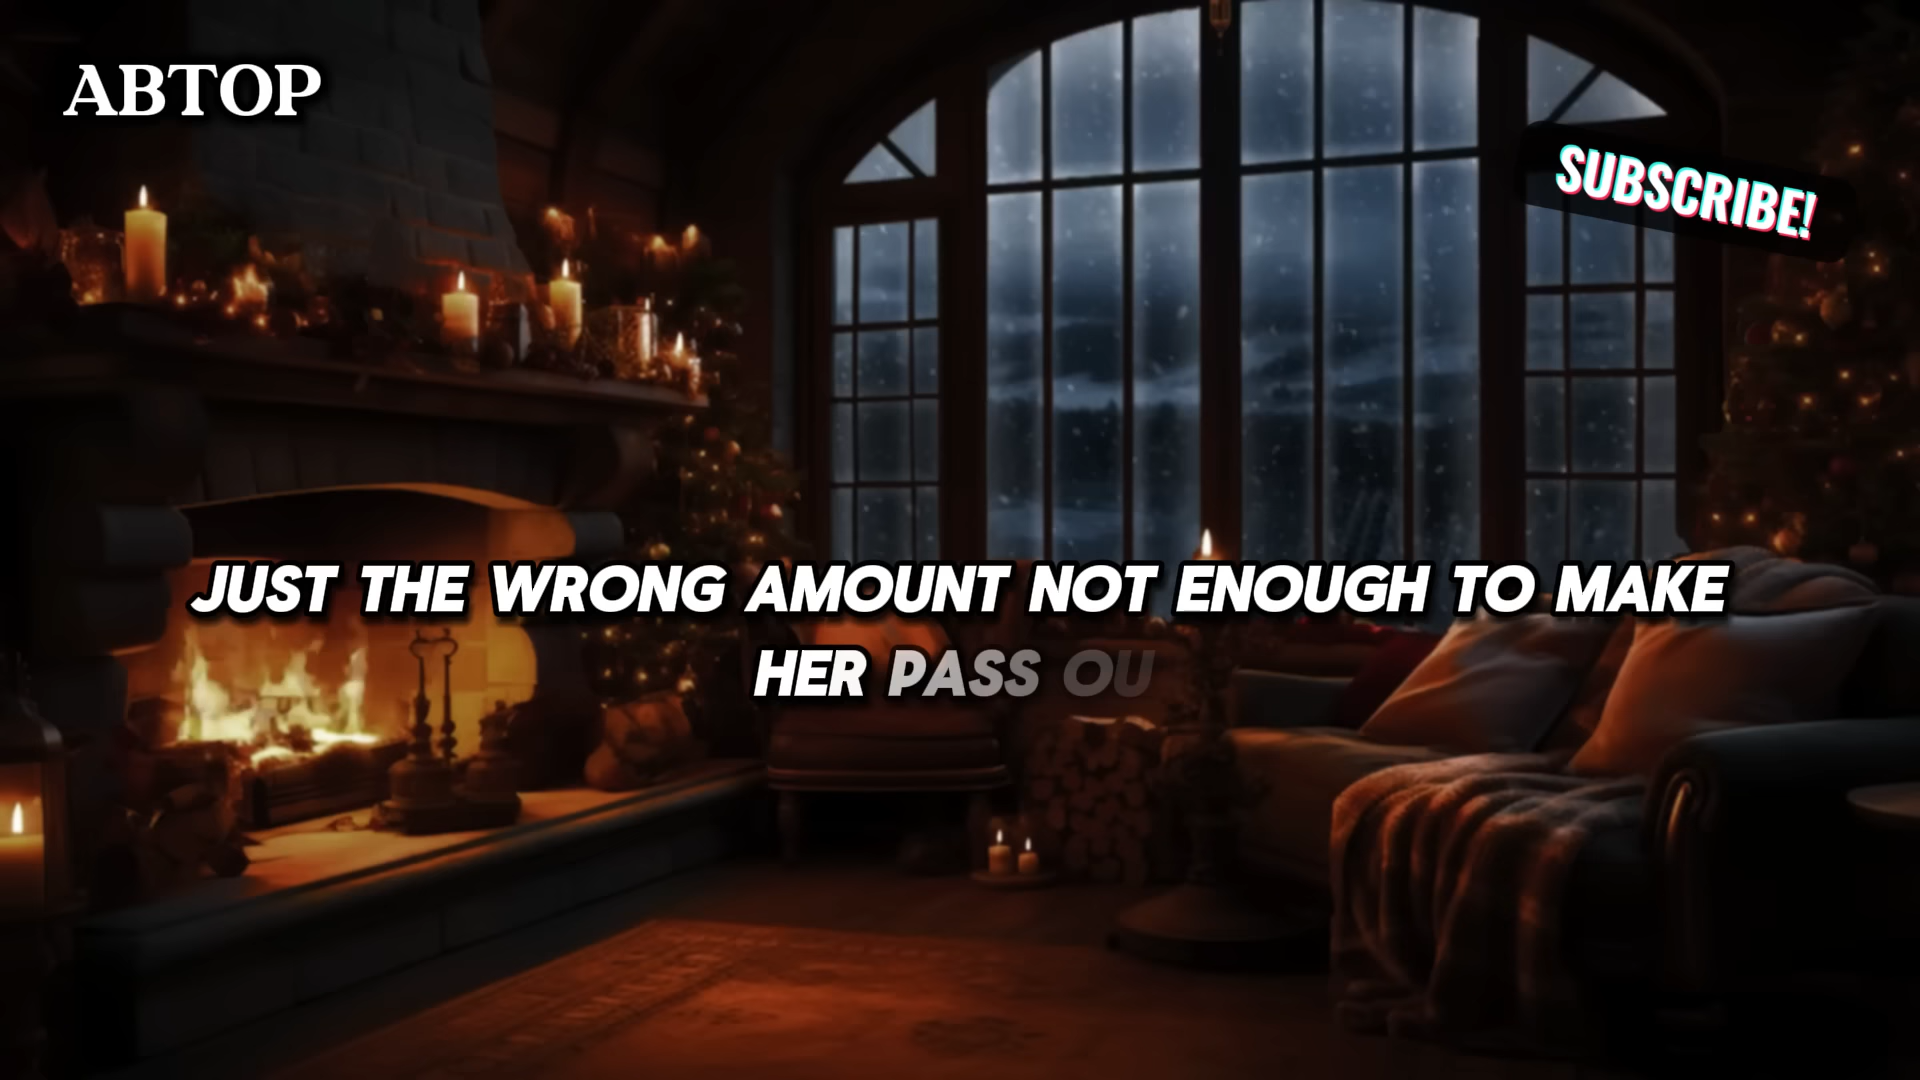 ABTOP
SUBSCRIBE!
JUST THE WRONG AMOUNT NOT ENOUGH TO MAKE
HER PASS OU